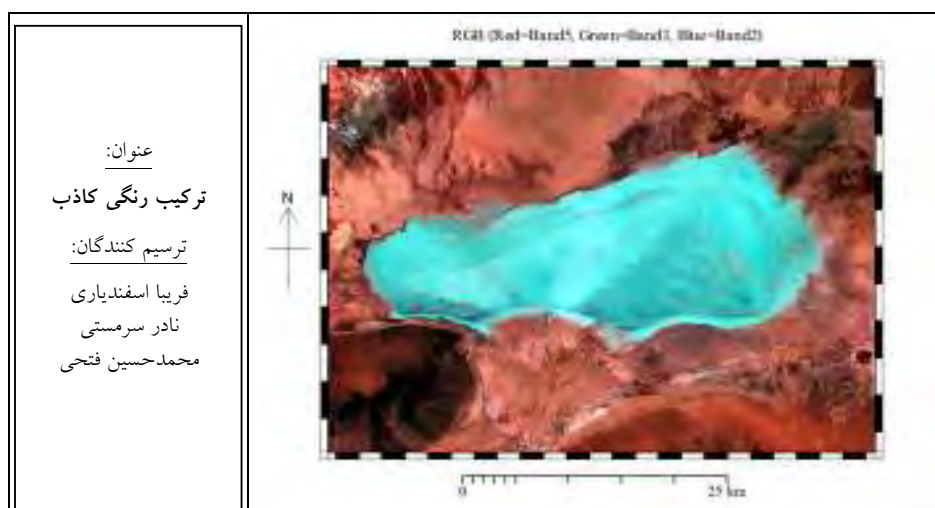 عنوان:
ترکیب رنگی کاذب
ترسیم کنندگان:
فریبا اسفندیاری
نادر سرمستی
محمدحسین فتحی
RGB (Red=Band5, Green=Band3, Blue=Band2)
N
0 25 km